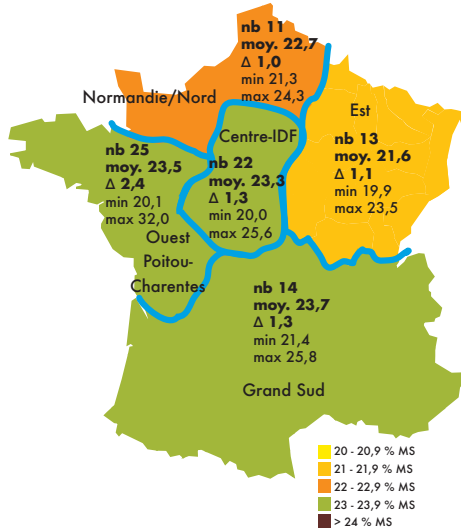 nb 11
moy. 22,7
Δ 1,0
min 21,3
max 24,3
Normandie/Nord
Est
nb 13
moy. 21,6
Δ 1,1
min 19,9
max 23,5
Centre-IDF
nb 22
moy. 23,3
Δ 1,3
min 20,0
max 25,6
nb 25
moy. 23,5
Δ 2,4
min 20,1
max 32,0
Ouest
Poitou-
Charentes
nb 14
moy. 23,7
Δ 1,3
min 21,4
max 25,8
Grand Sud
20 - 20,9 % MS
21 - 21,9 % MS
22 - 22,9 % MS
23 - 23,9 % MS
> 24 % MS